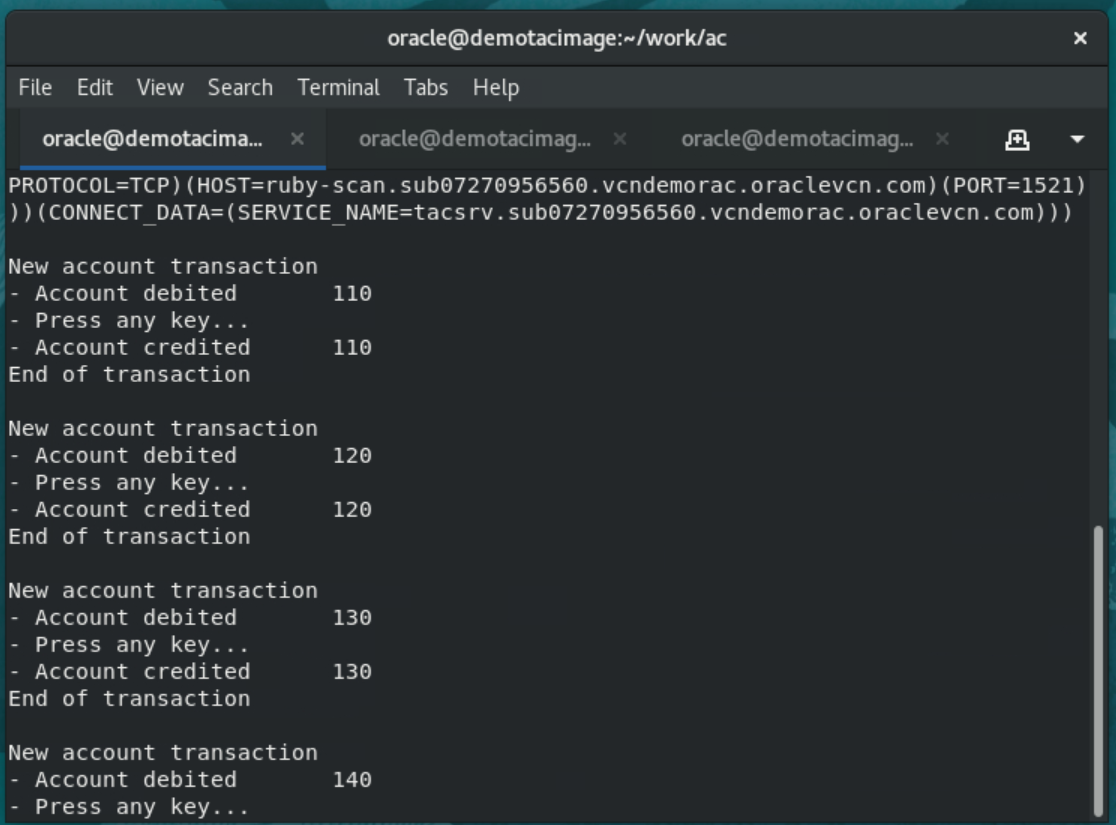 oracle@demotacimage:~/work/ac ×
File Edit View Search Terminal Tabs Help
oracle@demotacima... × oracle@demotacimag... × oracle@demotacimag... ×
PROTOCOL=TCP)(HOST=ruby-scan.sub07270956560.vcndemorac.oraclevcn.com)(PORT=1521)
))(CONNECT_DATA=(SERVICE_NAME=tacsrv.sub07270956560.vcndemorac.oraclevcn.com)))
New account transaction
- Account debited 110
- Press any key...
- Account credited 110
End of transaction
New account transaction
- Account debited 120
- Press any key...
- Account credited 120
End of transaction
New account transaction
- Account debited 130
- Press any key...
- Account credited 130
End of transaction
New account transaction
- Account debited 140
- Press any key...